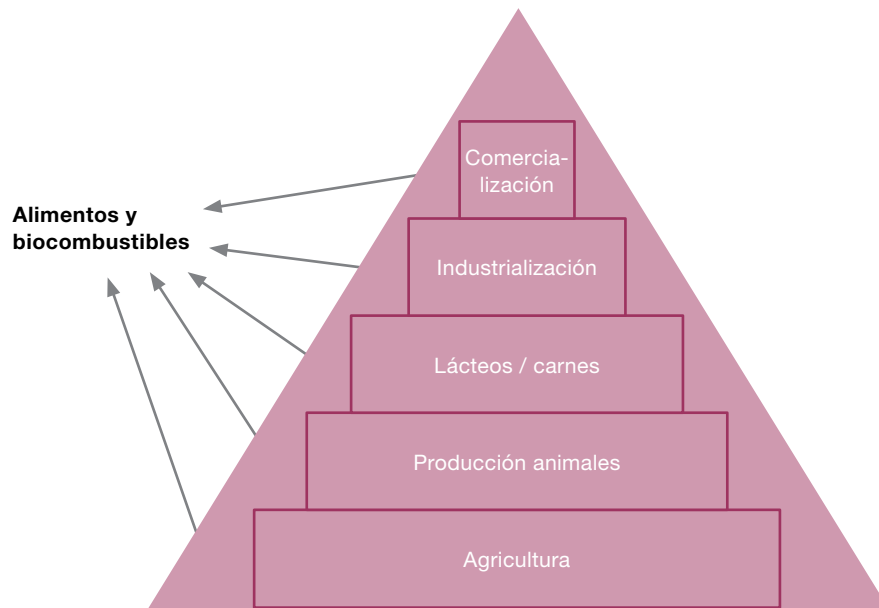 Comercia-
lización
Alimentos y
biocombustibles
Industrialización
Lácteos / carnes
Producción animales
Agricultura